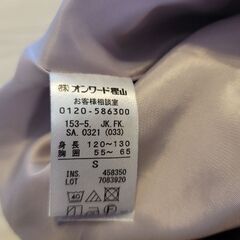 ㈱オンワード樫山
お客様相談室
0120-586300
153-5. JK.FK.
SA. 0321 (033)
身長 120~130
胸囲 55~ 65
S
INS. 458350
LOT 7083920